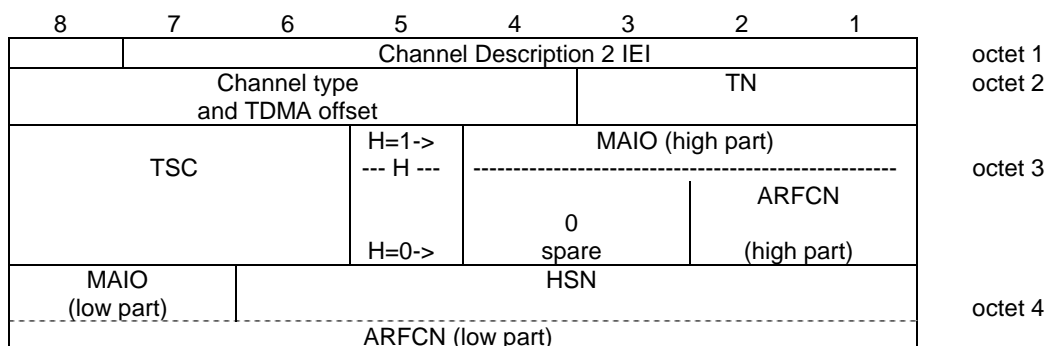 8 7 6 5 4 3 2 1
Channel Description 2 IEI octet 1
Channel type TN octet 2
and TDMA offset
H=1-> MAIO (high part)
TSC --- H --- ------------------------------------------------------ octet 3
ARFCN
0
H=0-> spare (high part)
MAIO HSN
(low part) octet 4
ARFCN (low part)